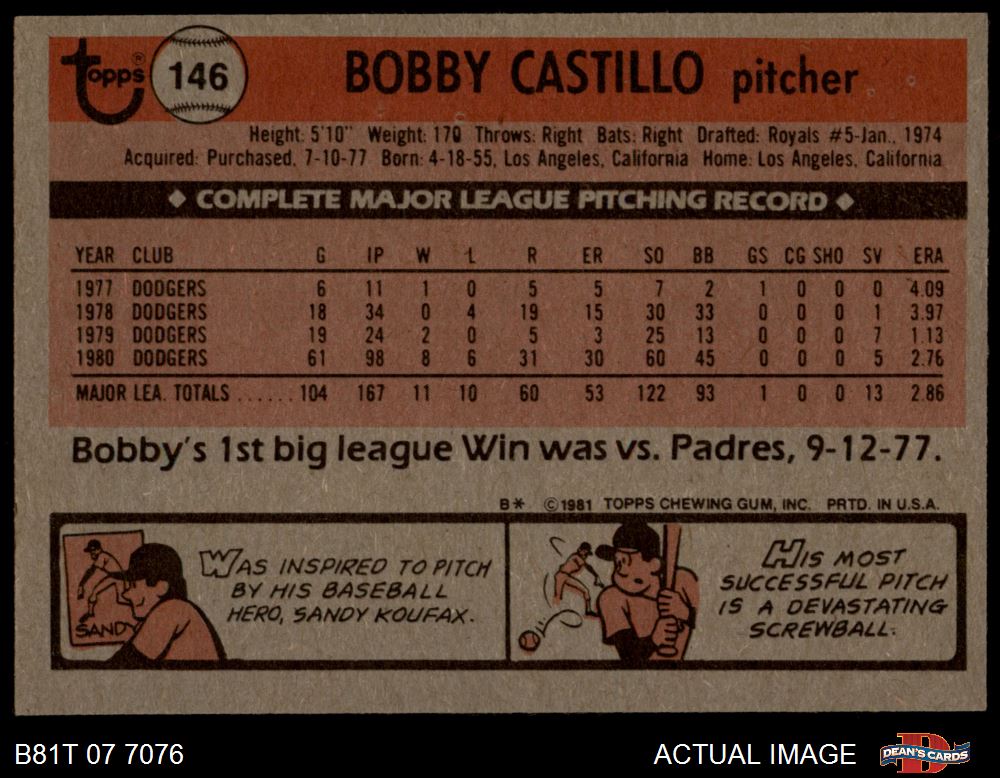 Topps® 146 BOBBY CASTILLO pitcher
Height: 5'10" Weight: 170 Throws: Right Bats: Right Drafted: Royals #5-Jan., 1974
Acquired: Purchased, 7-10-77 Born: 4-18-55, Los Angeles, California Home: Los Angeles, California
◆ COMPLETE MAJOR LEAGUE PITCHING RECORD ◆
YEAR CLUB G IP W L R ER SO BB GS CG SHO SV ERA
1977 DODGERS 6 11 1 0 5 5 7 2 1 0 0 0 4.09
1978 DODGERS 18 34 0 4 19 15 30 33 0 0 0 1 3.97
1979 DODGERS 19 24 2 0 5 3 25 13 0 0 0 7 1.13
1980 DODGERS 61 98 8 6 31 30 60 45 0 0 0 5 2.76
MAJOR LEA. TOTALS ...... 104 167 11 10 60 53 122 93 1 0 0 13 2.86
Bobby's 1st big league Win was vs. Padres, 9-12-77.
B* © 1981 TOPPS CHEWING GUM, INC. PRTD. IN U.S.A.
SANDY
WAS INSPIRED TO PITCH
BY HIS BASEBALL
HERO, SANDY KOUFAX.
HIS MOST
SUCCESSFUL PITCH
IS A DEVASTATING
SCREWBALL.
B81T 07 7076 ACTUAL IMAGE DEAN'S CARDS